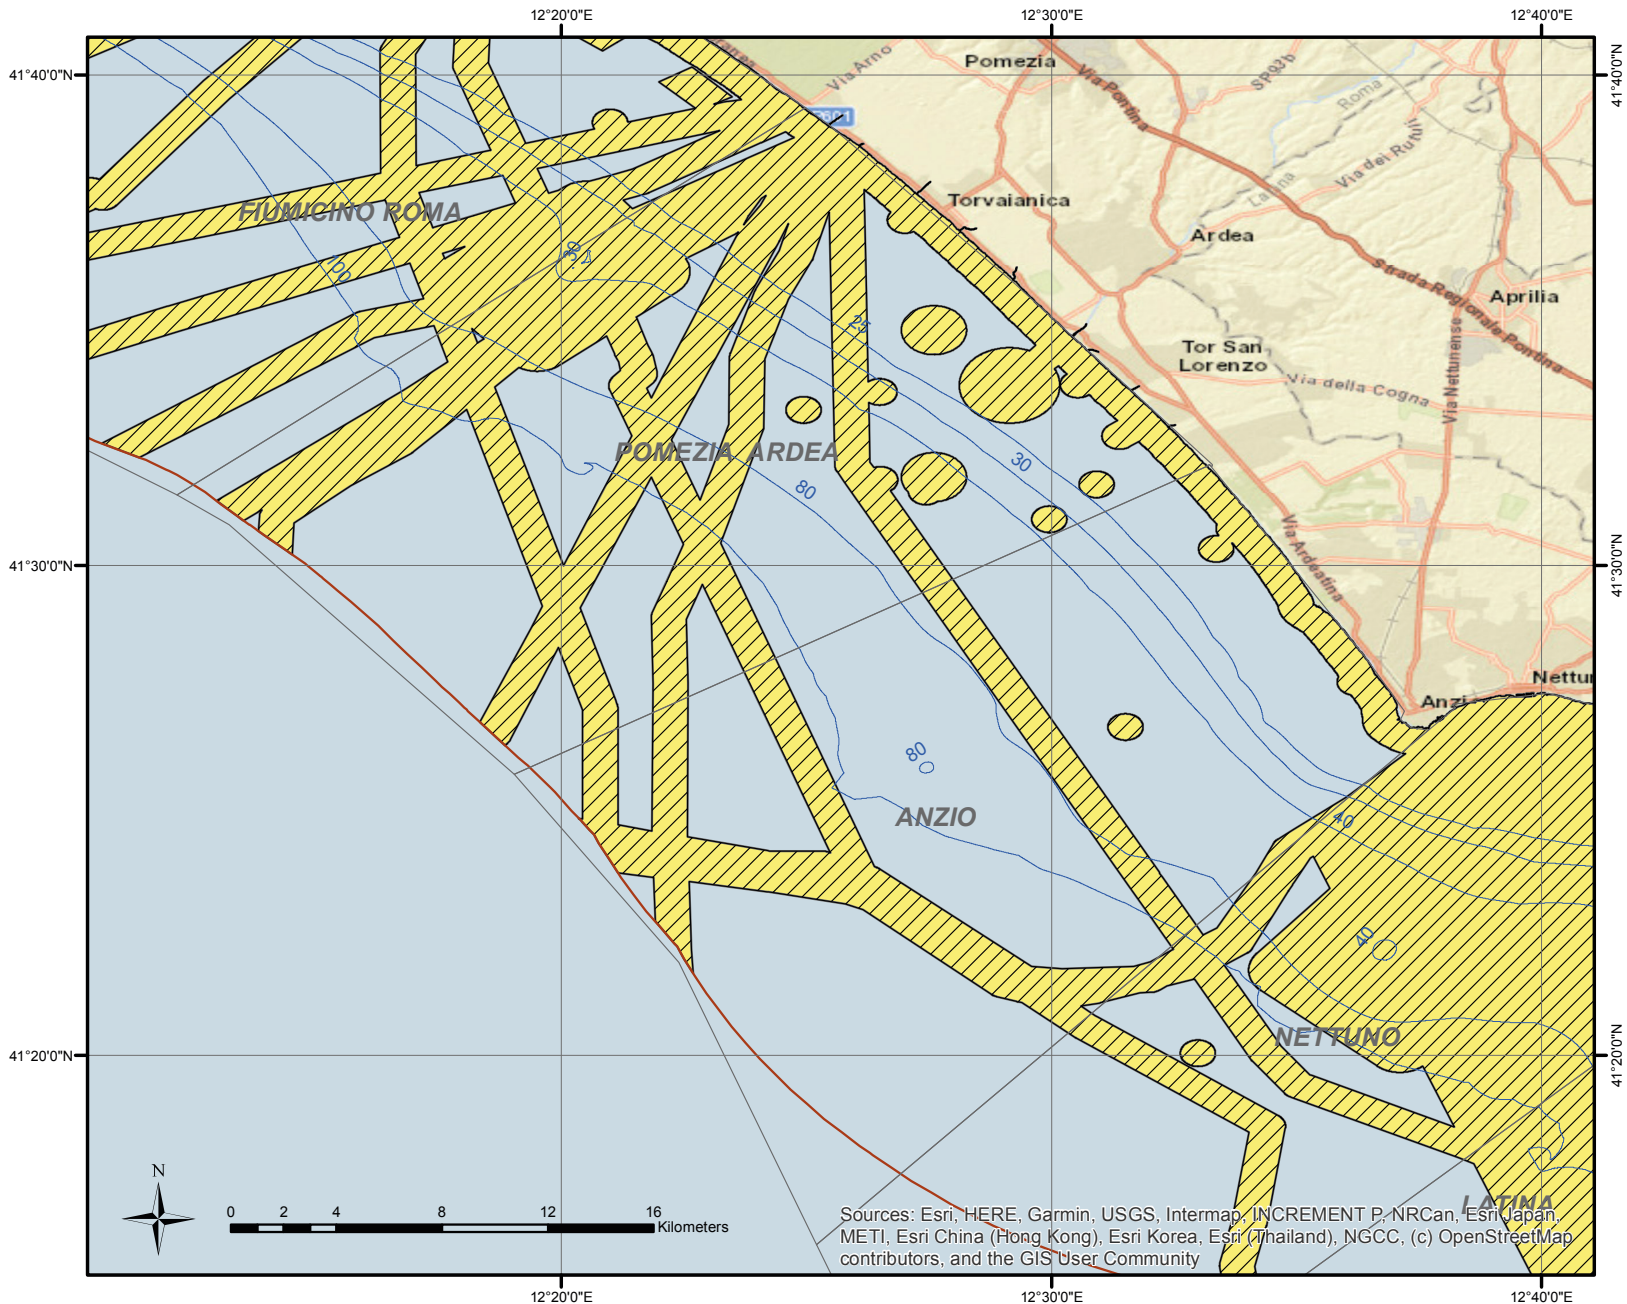 12°20'0"E
12°30'0"E
12°40'0"E
41°40'0"N
41°40'0"N
Via Arno
Pomezia
Via Pontina
SP93b
Roma
Latina
Via dei Rutuli
Torvaianica
Ardea
FIUMICINO ROMA
100
25
Strada Regionale Pontina
Aprilia
Via Nettunense
Tor San
Lorenzo
Via della Cogna
POMEZIA ARDEA
30
80
Via Ardeatina
41°30'0"N
41°30'0"N
Anzi
Nettun
80
ANZIO
40
40
NETTUNO
41°20'0"N
41°20'0"N
LATINA
N
0 2 4 8 12 16
Kilometers
Sources: Esri, HERE, Garmin, USGS, Intermap, INCREMENT P, NRCan, Esri Japan,
METI, Esri China (Hong Kong), Esri Korea, Esri (Thailand), NGCC, (c) OpenStreetMap
contributors, and the GIS User Community
12°20'0"E
12°30'0"E
12°40'0"E